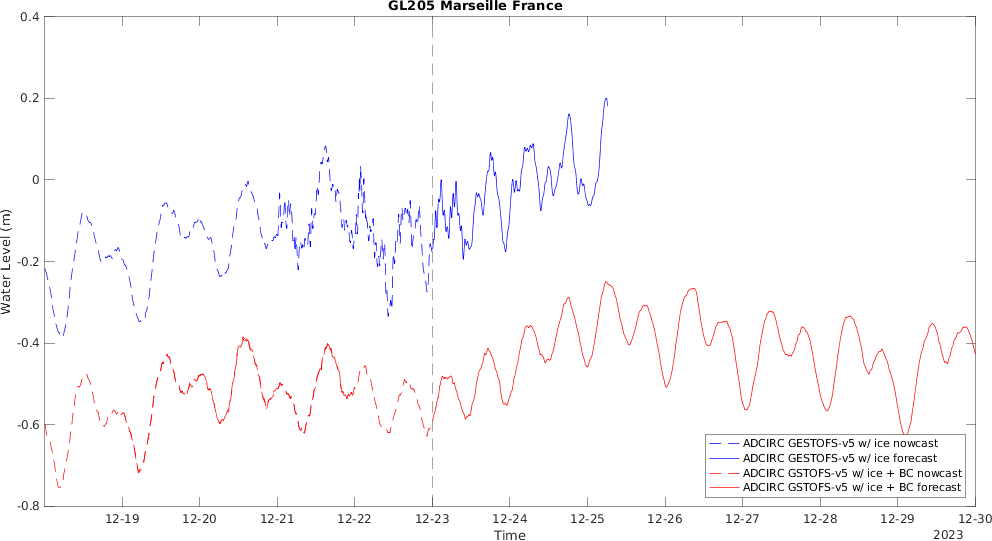 GL205 Marseille France
0.4
0.2
0
-0.2
-0.4
-0.6
-0.8
Water Level (m)
ADCIRC GESTOFS-v5 w/ ice nowcast
ADCIRC GESTOFS-v5 w/ ice forecast
ADCIRC GSTOFS-v5 w/ ice + BC nowcast
ADCIRC GSTOFS-v5 w/ ice + BC forecast
12-19 12-20 12-21 12-22 12-23 12-24 12-25 12-26 12-27 12-28 12-29 12-30
Time
2023